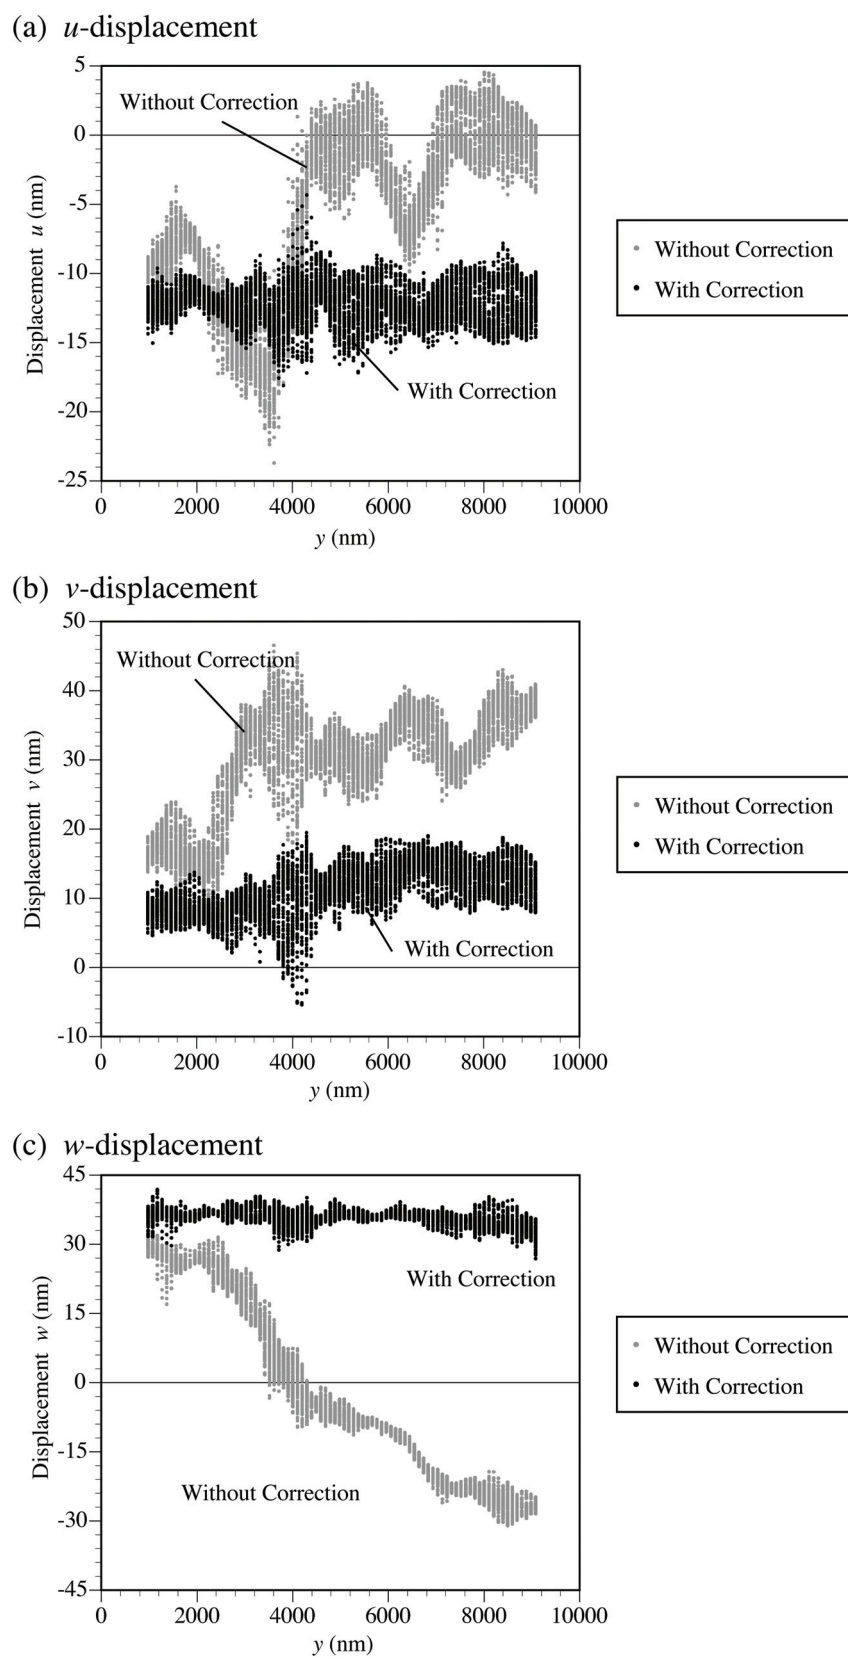 (a) u-displacement
5
0
-5
-10
-15
-20
-25
Displacement u (nm)
Without Correction
With Correction
0 2000 4000 6000 8000 10000
y (nm)
Without Correction
With Correction
(b) v-displacement
50
40
30
20
10
0
-10
Displacement v (nm)
Without Correction
With Correction
0 2000 4000 6000 8000 10000
y (nm)
Without Correction
With Correction
(c) w-displacement
45
30
15
0
-15
-30
-45
Displacement w (nm)
With Correction
Without Correction
0 2000 4000 6000 8000 10000
y (nm)
Without Correction
With Correction